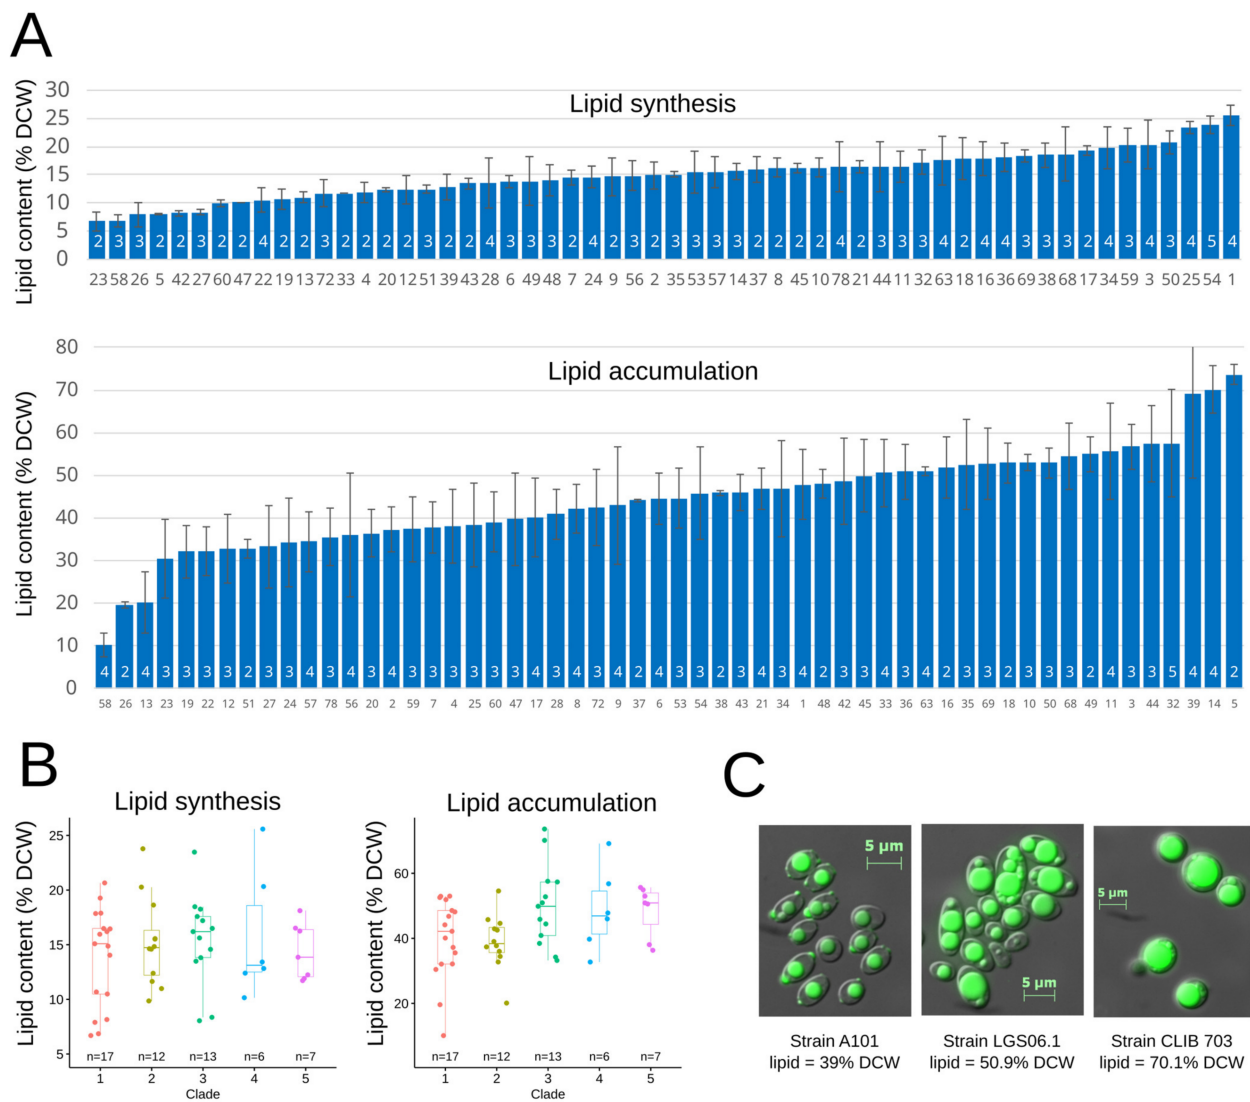 A
Lipid synthesis
Lipid content (% DCW)
30
25
20
15
10
5
0
2 3 3 2 2 3 2 2 4 2 2 3 2 4 2 2 3 2 2 4 3 3 3 2 4 2 3 2 3 3 3 2 2 2 2 4 2 3 3 3 4 2 4 4 3 3 3 2 4 3 3 3 4 5 4
23 58 26 5 42 27 60 47 22 19 13 72 33 4 20 12 51 39 43 28 6 49 48 7 24 9 56 2 35 53 57 14 37 8 45 10 78 21 44 11 32 63 18 16 36 69 38 68 17 34 59 3 50 25 54 1
Lipid accumulation
Lipid content (% DCW)
80
70
60
50
40
30
20
10
0
4 2 4 3 3 3 3 2 3 3 4 3 4 3 4 3 3 4 3 3 3 4 3 4 3 4 2 4 3 3 2 3 4 3 4 2 3 3 4 3 4 2 3 3 2 3 3 3 2 4 3 3 5 4 4 2
58 26 13 23 19 22 12 51 27 24 57 78 56 20 2 59 7 4 25 60 47 17 28 8 72 9 37 6 53 54 38 43 21 34 1 48 42 45 33 36 63 16 35 69 18 10 50 68 49 11 3 44 32 39 14 5
B
Lipid synthesis
Lipid content (% DCW)
25
20
15
10
5
n=17 n=12 n=13 n=6 n=7
1 2 3 4 5
Clade
Lipid accumulation
Lipid content (% DCW)
60
40
20
n=17 n=12 n=13 n=6 n=7
1 2 3 4 5
Clade
C
5 µm
5 µm
5 µm
Strain A101
lipid = 39% DCW
Strain LGS06.1
lipid = 50.9% DCW
Strain CLIB 703
lipid = 70.1% DCW